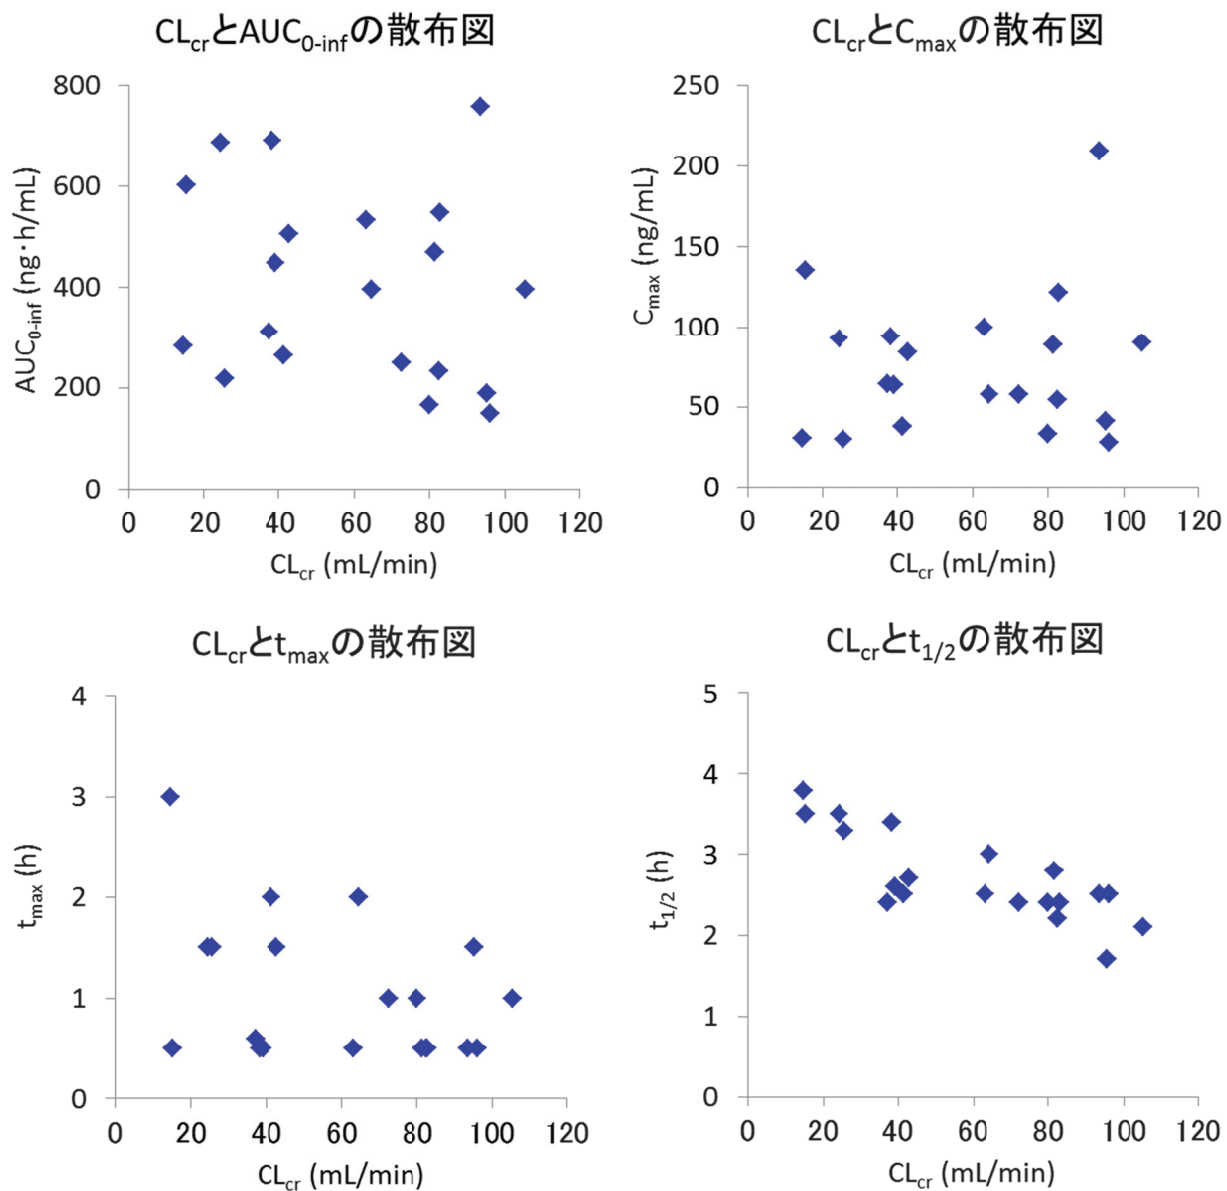 CLcrとAUC0-infの散布図
800
600
400
200
0
AUC0-inf (ng・h/mL)
0 20 40 60 80 100 120
CLcr (mL/min)
CLcrとCmaxの散布図
250
200
150
100
50
0
Cmax (ng/mL)
0 20 40 60 80 100 120
CLcr (mL/min)
CLcrとtmaxの散布図
4
3
2
1
0
tmax (h)
0 20 40 60 80 100 120
CLcr (mL/min)
CLcrとt1/2の散布図
5
4
3
2
1
0
t1/2 (h)
0 20 40 60 80 100 120
CLcr (mL/min)